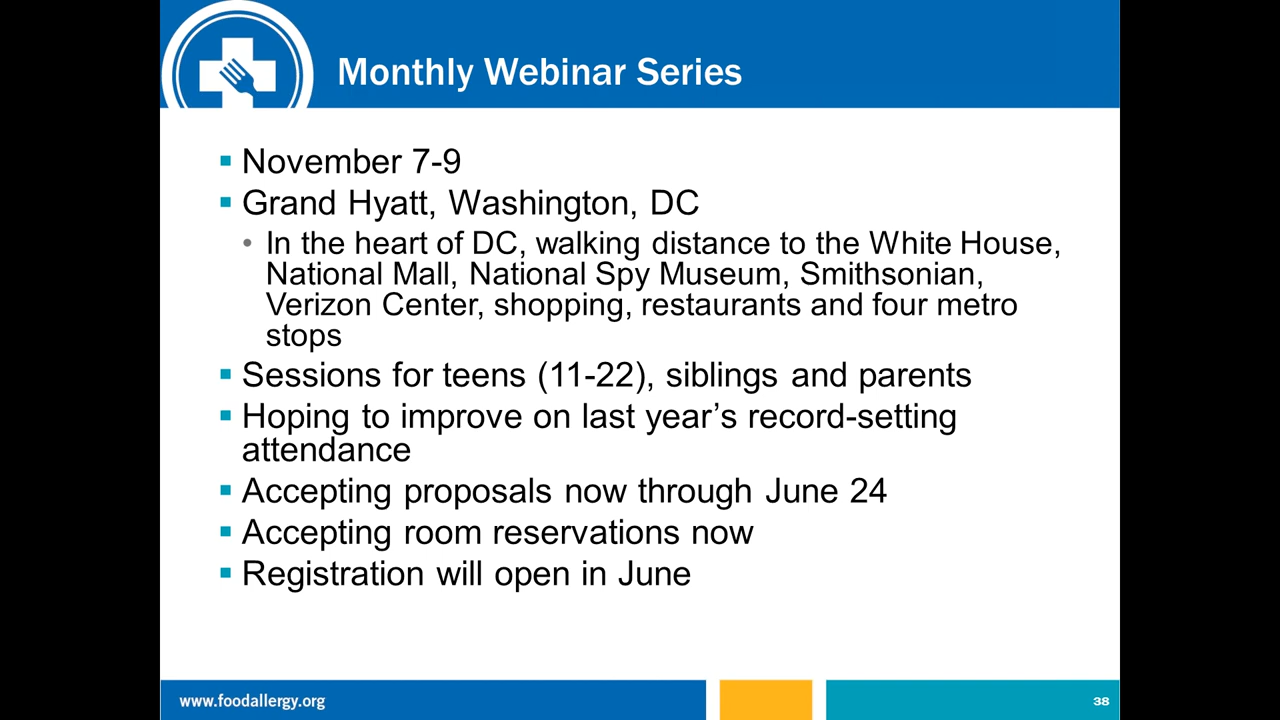 Monthly Webinar Series
November 7-9
Grand Hyatt, Washington, DC
In the heart of DC, walking distance to the White House,
National Mall, National Spy Museum, Smithsonian,
Verizon Center, shopping, restaurants and four metro
stops
Sessions for teens (11-22), siblings and parents
Hoping to improve on last year’s record-setting
attendance
Accepting proposals now through June 24
Accepting room reservations now
Registration will open in June
www.foodallergy.org
38